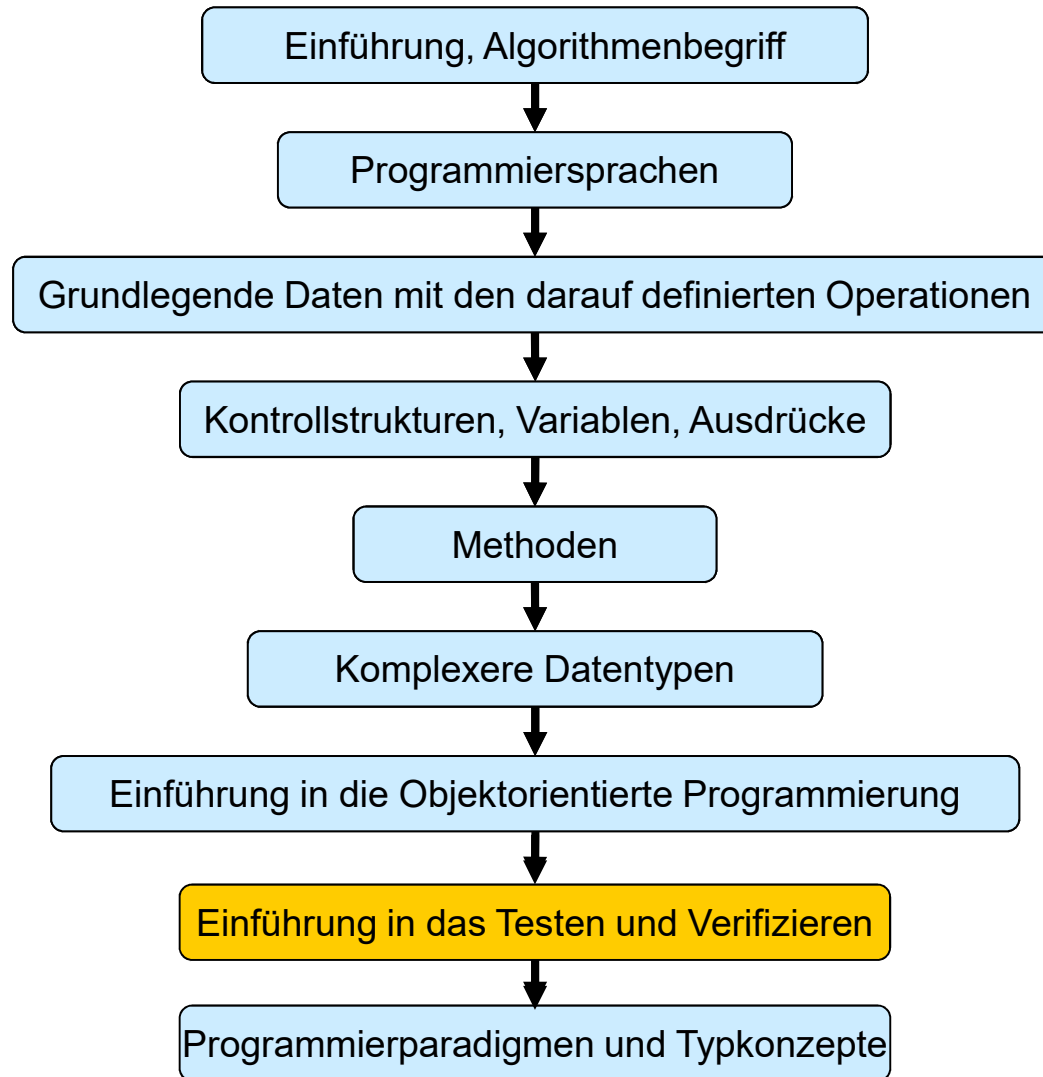 Einführung, Algorithmenbegriff
Programmiersprachen
Grundlegende Daten mit den darauf definierten Operationen
Kontrollstrukturen, Variablen, Ausdrücke
Methoden
Komplexere Datentypen
Einführung in die Objektorientierte Programmierung
Einführung in das Testen und Verifizieren
Programmierparadigmen und Typkonzepte